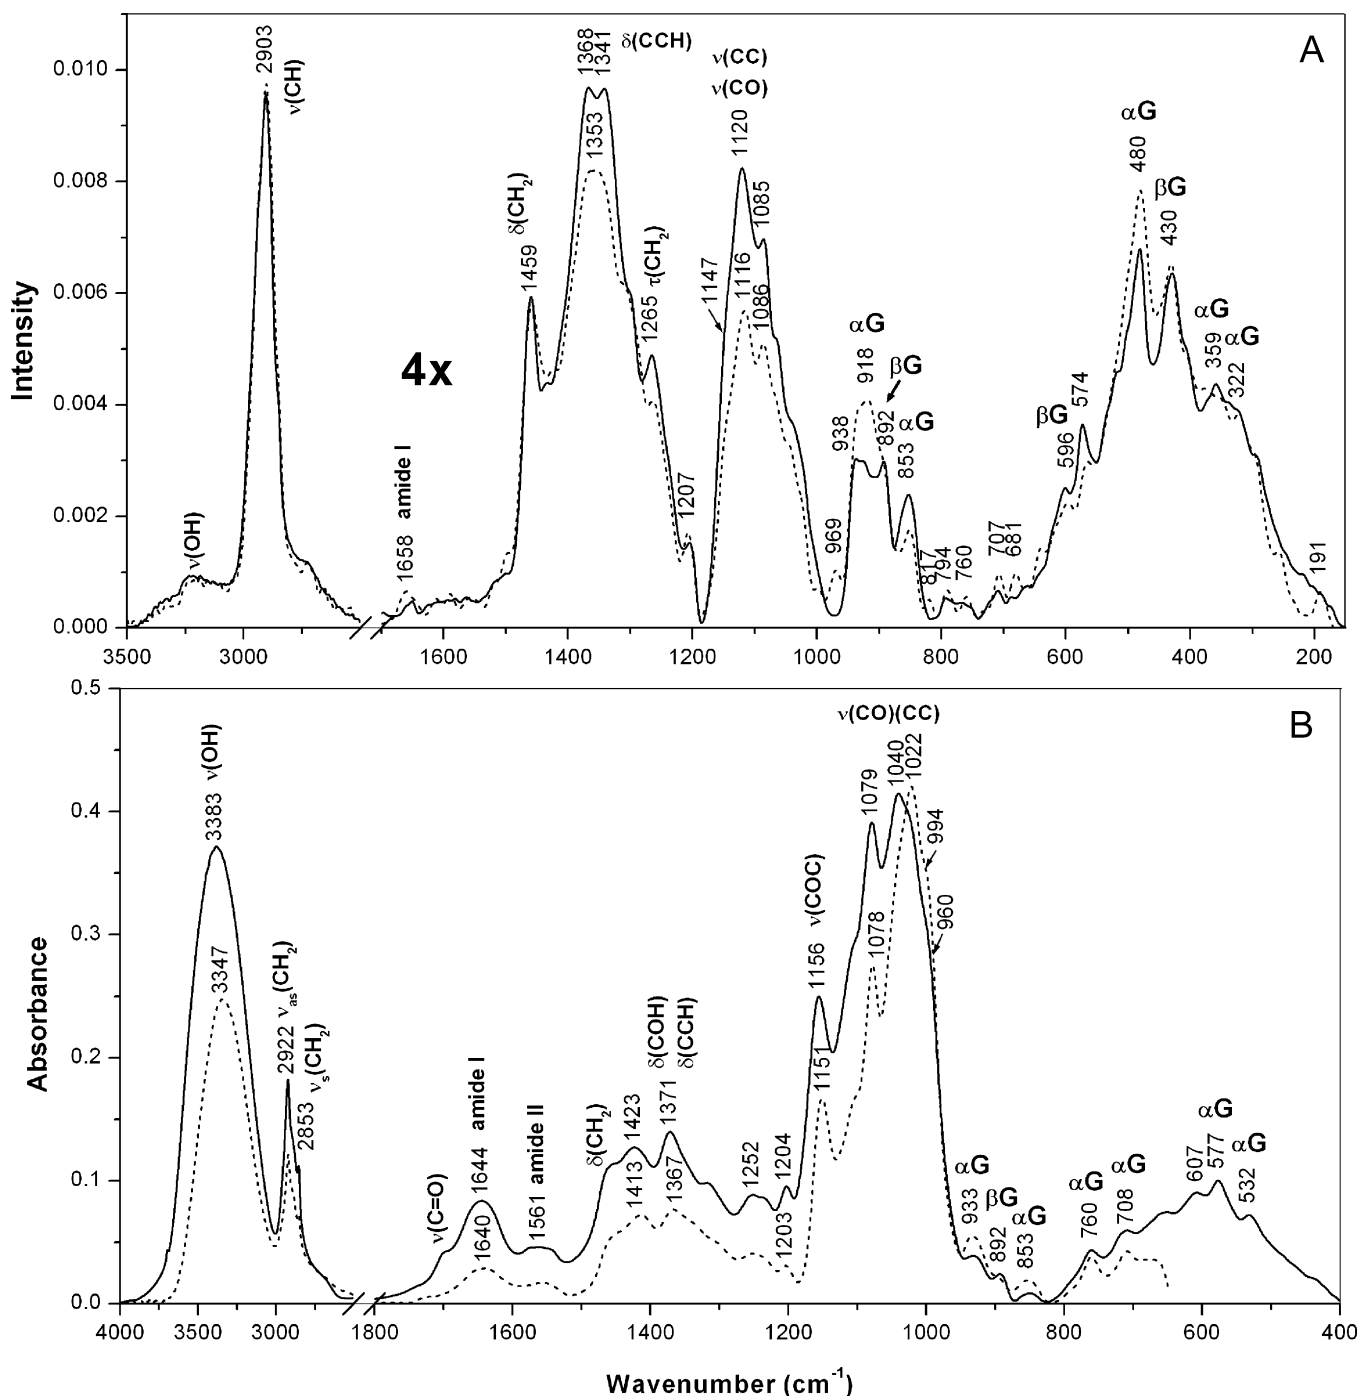 A
2903
ν(CH)
1368
1341
δ(CCH)
ν(CC)
ν(CO)
1353
1120
1085
αG
480
βG
430
δ(CH₂)
1459
1265 τ(CH₂)
1147
1116
1086
αG
918
βG
892
αG
853
938
αG
359
αG
322
574
βG
596
4x
ν(OH)
1658 amide I
1207
969
817
794
760
707
681
191
Intensity
0.010
0.008
0.006
0.004
0.002
0.000
3500 3000 1600 1400 1200 1000 800 600 400 200
B
3383 ν(OH)
3347
2922 νas(CH₂)
2853 νs(CH₂)
ν(CO)(CC)
1079
1040
1022
994
960
1078
1156 ν(COC)
1151
δ(COH)
δ(CCH)
1371
1367
1423
1413
δ(CH₂)
1561 amide II
1644 amide I
1640
ν(C=O)
1252
1204
1203
αG
933
βG
892
αG
853
αG
760
αG
708
607
αG
577
αG
532
Absorbance
0.5
0.4
0.3
0.2
0.1
0.0
4000 3500 3000 1800 1600 1400 1200 1000 800 600 400
Wavenumber (cm⁻¹)